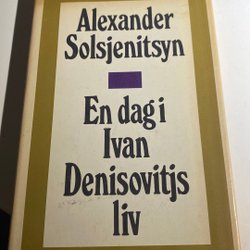 Alexander
Solsjenitsyn
En dag i
Ivan
Denisovitjs
liv